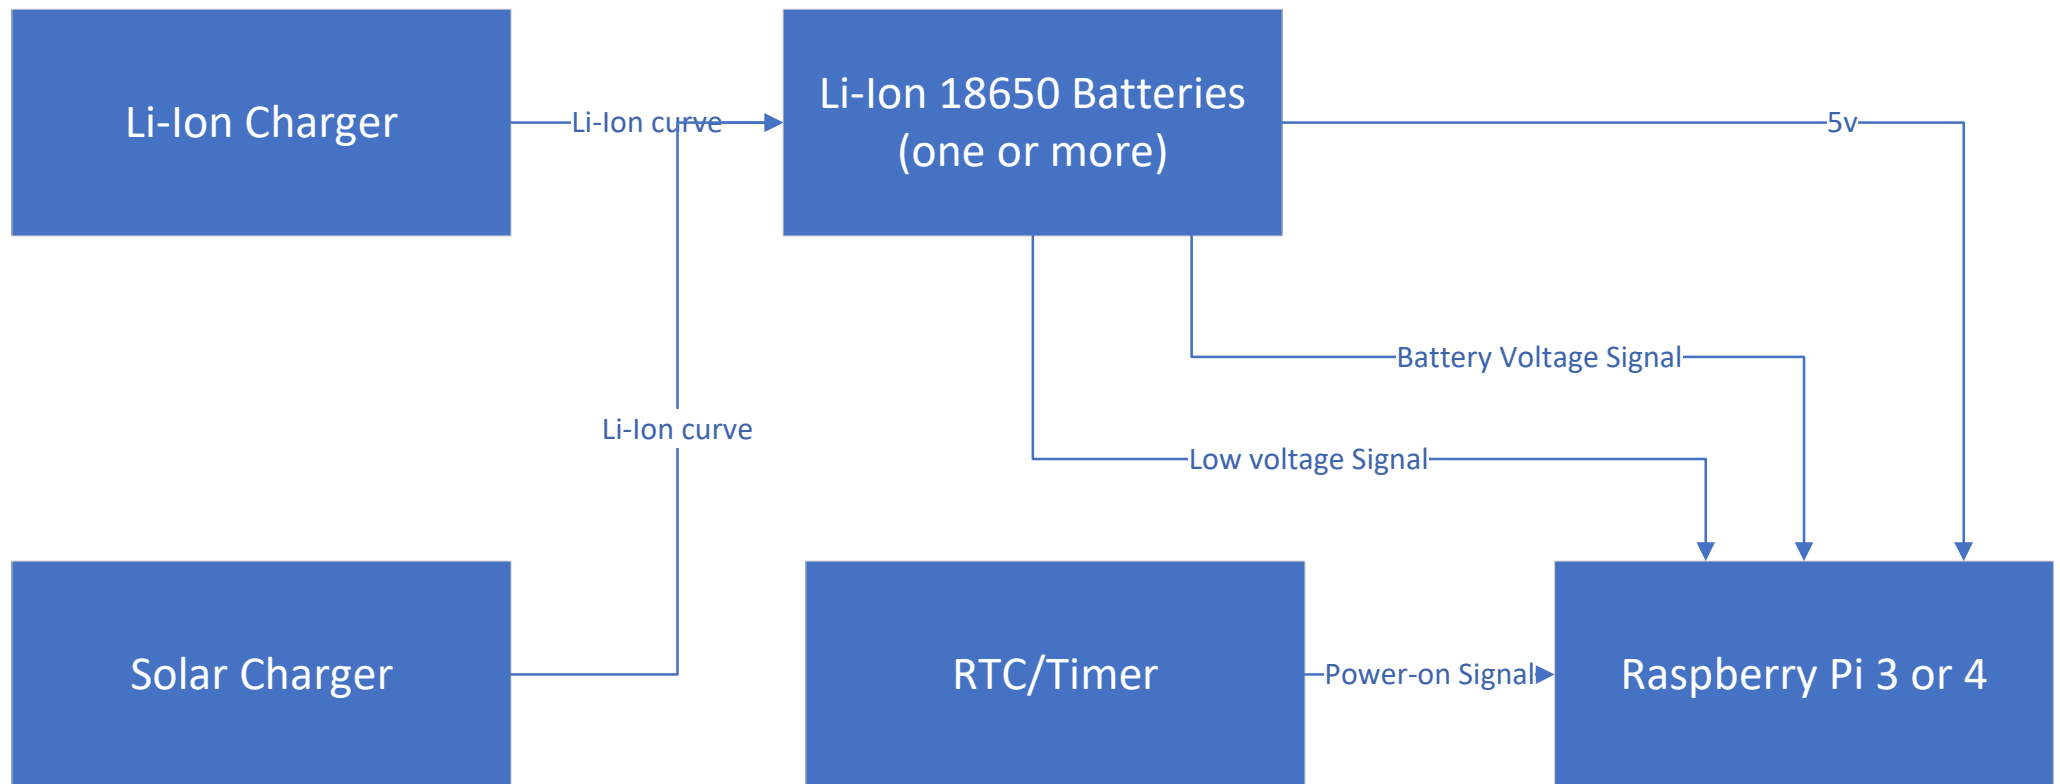 Li-Ion Charger
Li-Ion curve
Li-Ion 18650 Batteries
(one or more)
5v
Battery Voltage Signal
Li-Ion curve
Low voltage Signal
Solar Charger
RTC/Timer
Power-on Signal
Raspberry Pi 3 or 4